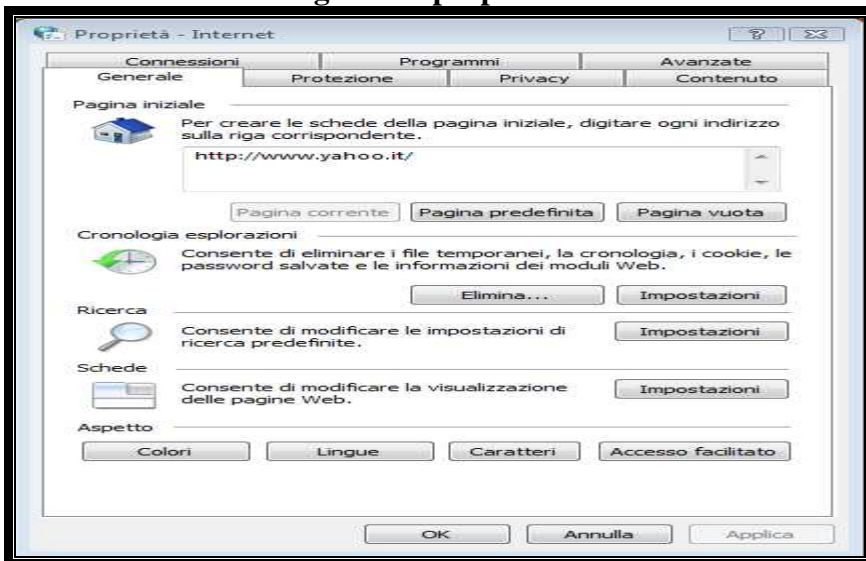 Proprietà - Internet
Connessioni Programmi Avanzate
Generale Protezione Privacy Contenuto
Pagina iniziale
Per creare le schede della pagina iniziale, digitare ogni indirizzo
sulla riga corrispondente.
http://www.yahoo.it/
Pagina corrente Pagina predefinita Pagina vuota
Cronologia esplorazioni
Consente di eliminare i file temporanei, la cronologia, i cookie, le
password salvate e le informazioni dei moduli Web.
Elimina... Impostazioni
Ricerca
Consente di modificare le impostazioni di
ricerca predefinite.
Impostazioni
Schede
Consente di modificare la visualizzazione
delle pagine Web.
Impostazioni
Aspetto
Colori Lingue Caratteri Accesso facilitato
OK Annulla Applica